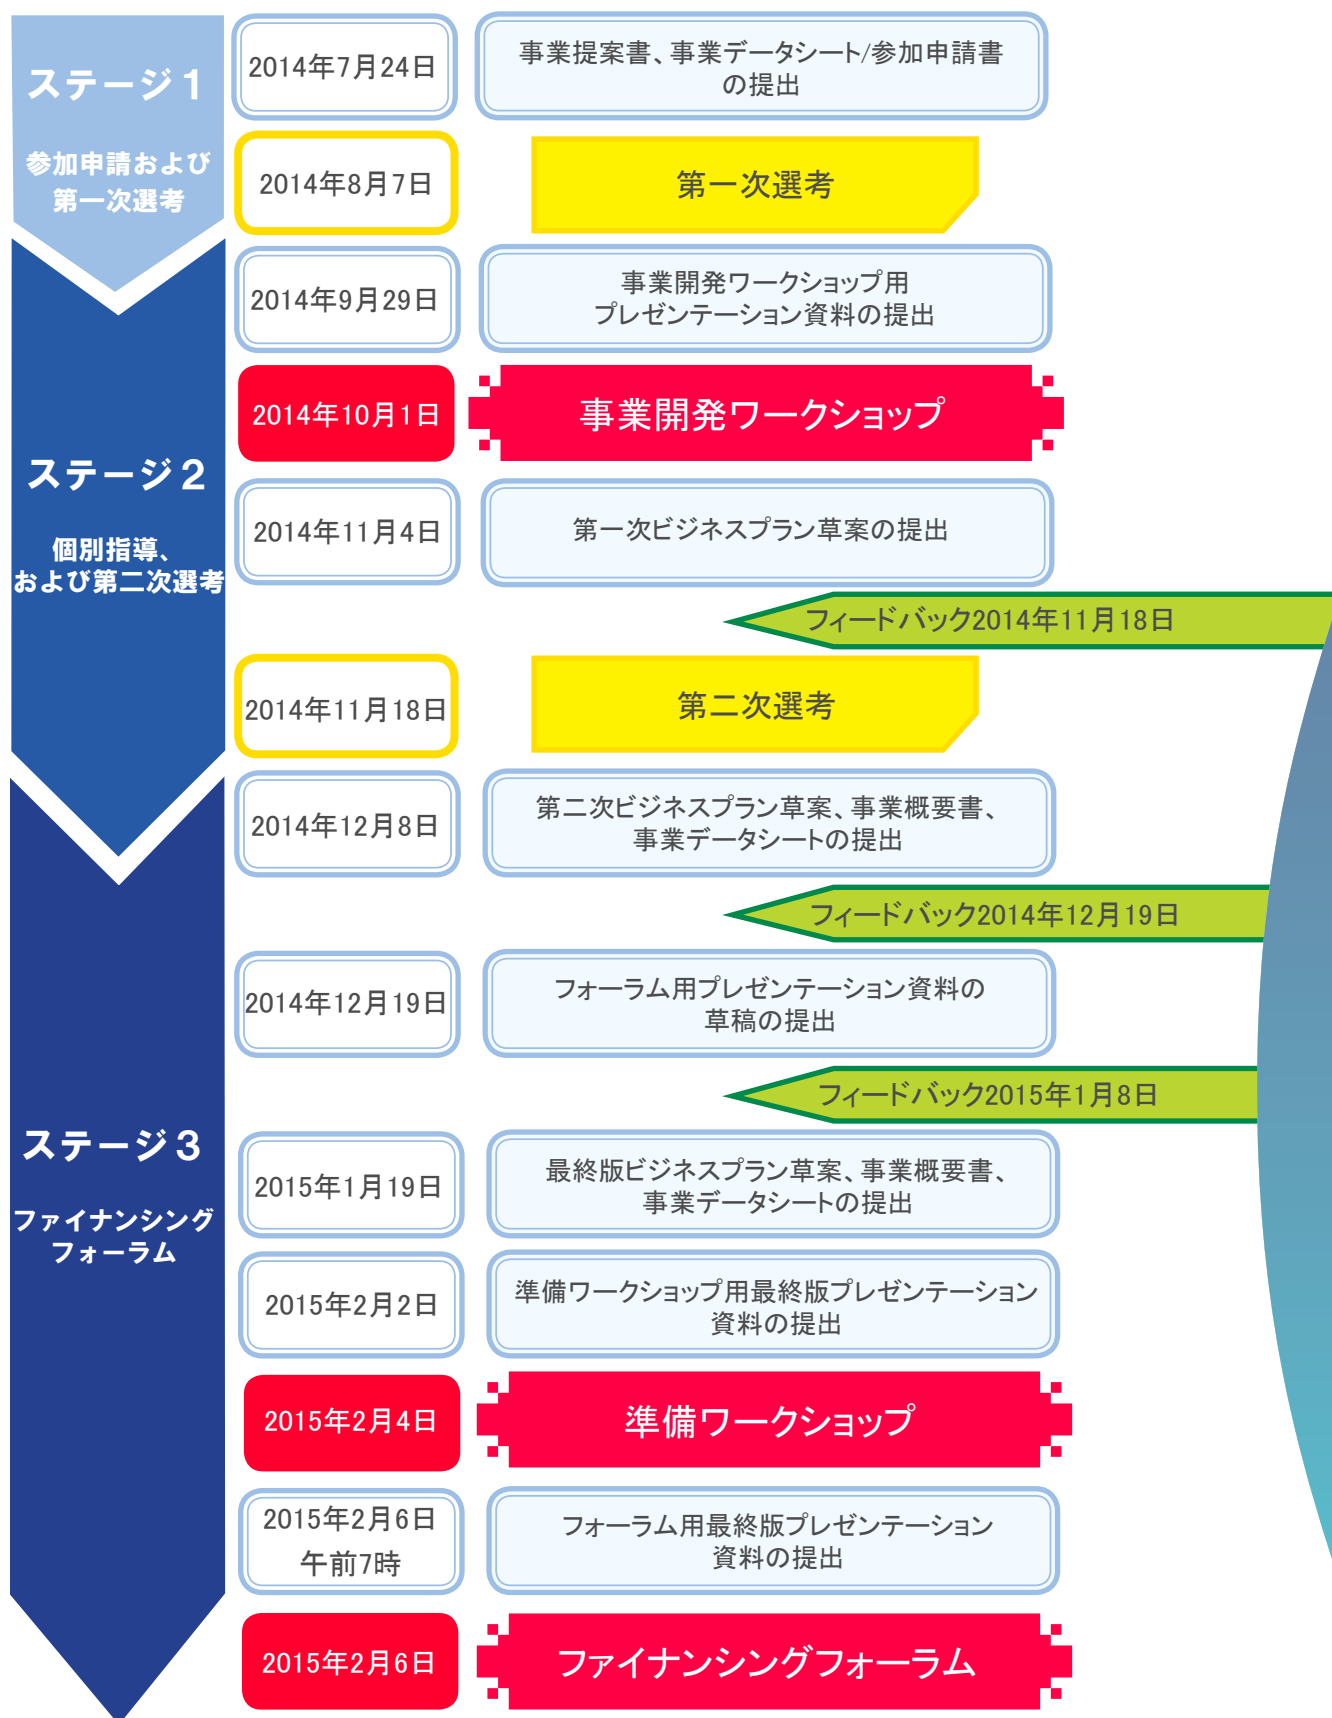 ステージ１
参加申請および
第一次選考
2014年7月24日
事業提案書、事業データシート/参加申請書
の提出
2014年8月7日
第一次選考
ステージ２
個別指導、
および第二次選考
2014年9月29日
事業開発ワークショップ用
プレゼンテーション資料の提出
2014年10月1日
事業開発ワークショップ
2014年11月4日
第一次ビジネスプラン草案の提出
フィードバック2014年11月18日
2014年11月18日
第二次選考
ステージ３
ファイナンシング
フォーラム
2014年12月8日
第二次ビジネスプラン草案、事業概要書、
事業データシートの提出
フィードバック2014年12月19日
2014年12月19日
フォーラム用プレゼンテーション資料の
草稿の提出
フィードバック2015年1月8日
2015年1月19日
最終版ビジネスプラン草案、事業概要書、
事業データシートの提出
2015年2月2日
準備ワークショップ用最終版プレゼンテーション
資料の提出
2015年2月4日
準備ワークショップ
2015年2月6日
午前7時
フォーラム用最終版プレゼンテーション
資料の提出
2015年2月6日
ファイナンシングフォーラム